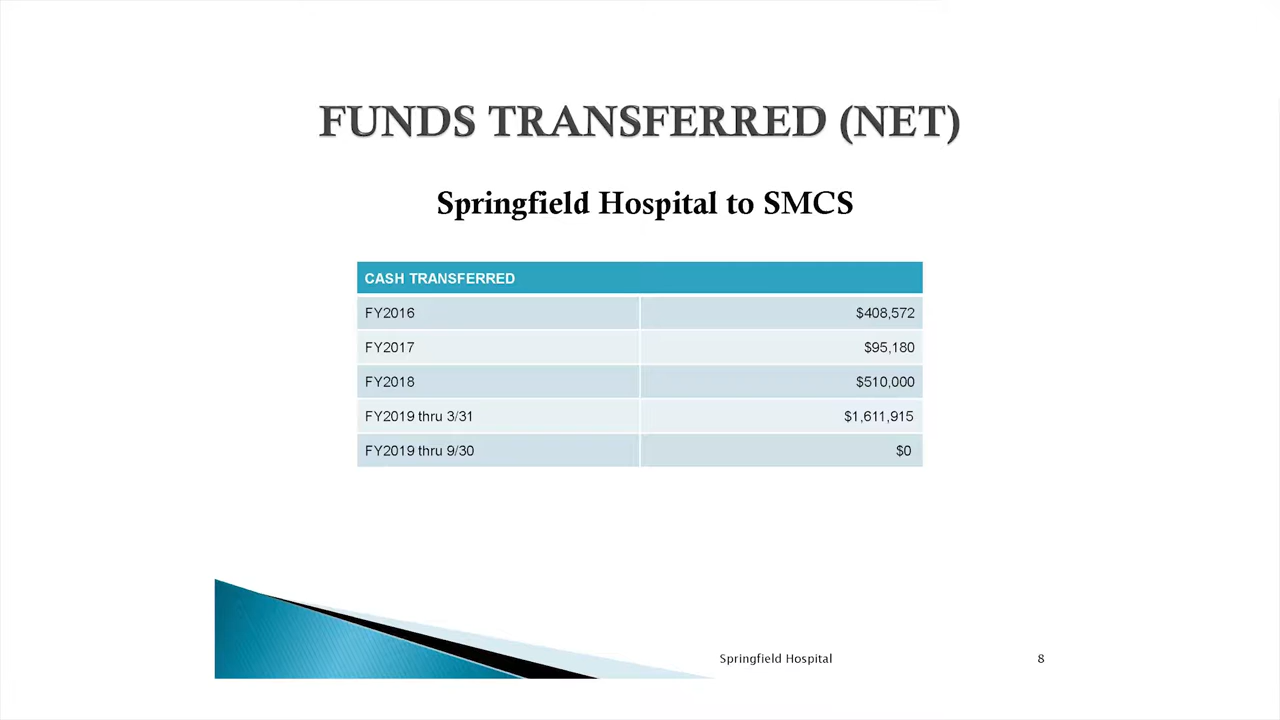 FUNDS TRANSFERRED (NET)
Springfield Hospital to SMCS
CASH TRANSFERRED
FY2016 $408,572
FY2017 $95,180
FY2018 $510,000
FY2019 thru 3/31 $1,611,915
FY2019 thru 9/30 $0
Springfield Hospital 8